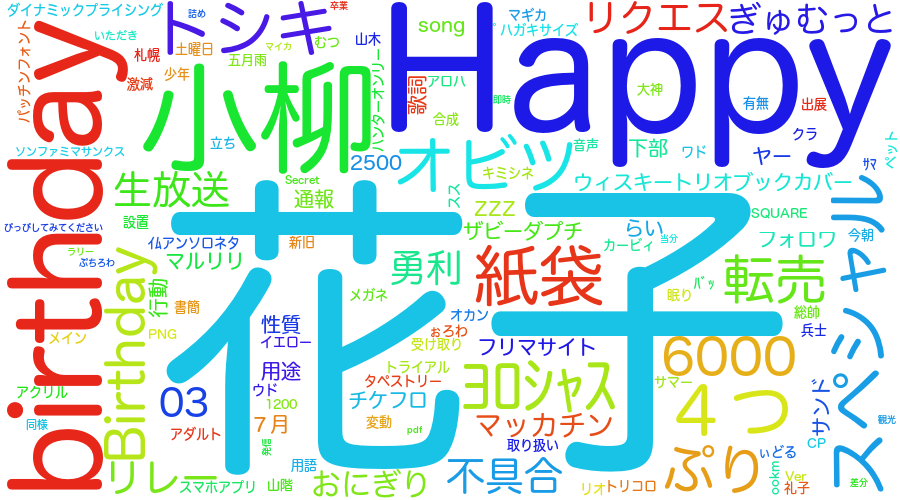 ダイナミックプライシング
詰め
トシキ
卒業
マギカ
リクエス
ぎゅむっと
birthday
パッチンフォント
いただき
札幌
土曜日
マイカ
むつ
山木
song
ハガキサイズ
Happy
激減
少年
五月雨
ハンターオンリー
アロハ
歌詞
即時
大神
有無
出展
小柳
合成
クラ
ペット
ソンファミマサンクス
立ち
2500
オビツ
音声
下部
ワド
ヤー
ｻﾏ
生放送
Secret
通報
スス
キミシネ
ウィスキートリオブックカバー
スペシャル
設置
花子
ZZZ
SQUARE
ぴっぴしてみてください
Birthday
ｲﾑアンソロネタ
新旧
ザビーダプチ
らい
当分
カービィ
フォロワ
今朝
ラリー
ぷちろわ
マルリリ
勇利
紙袋
転売
行動
書簡
メガネ
ﾊﾞｯ
眠り
総帥
PNG
性質
オカン
ぉろわ
兵士
メイン
イエロー
受け取り
フリマサイト
6000
用途
トライアル
タペストリー
ヨロシャス
サマー
4つ
サンド
アクリル
03
ウド
1200
チケフロ
マッカチン
観光
同様
アダルト
7月
変動
pdf
取り扱い
CP
リレー
用語
不具合
ぷり
ぃどる
スマホアプリ
山階
おにぎり
リオ
トリコロ
ookm
Ver
礼子
差分